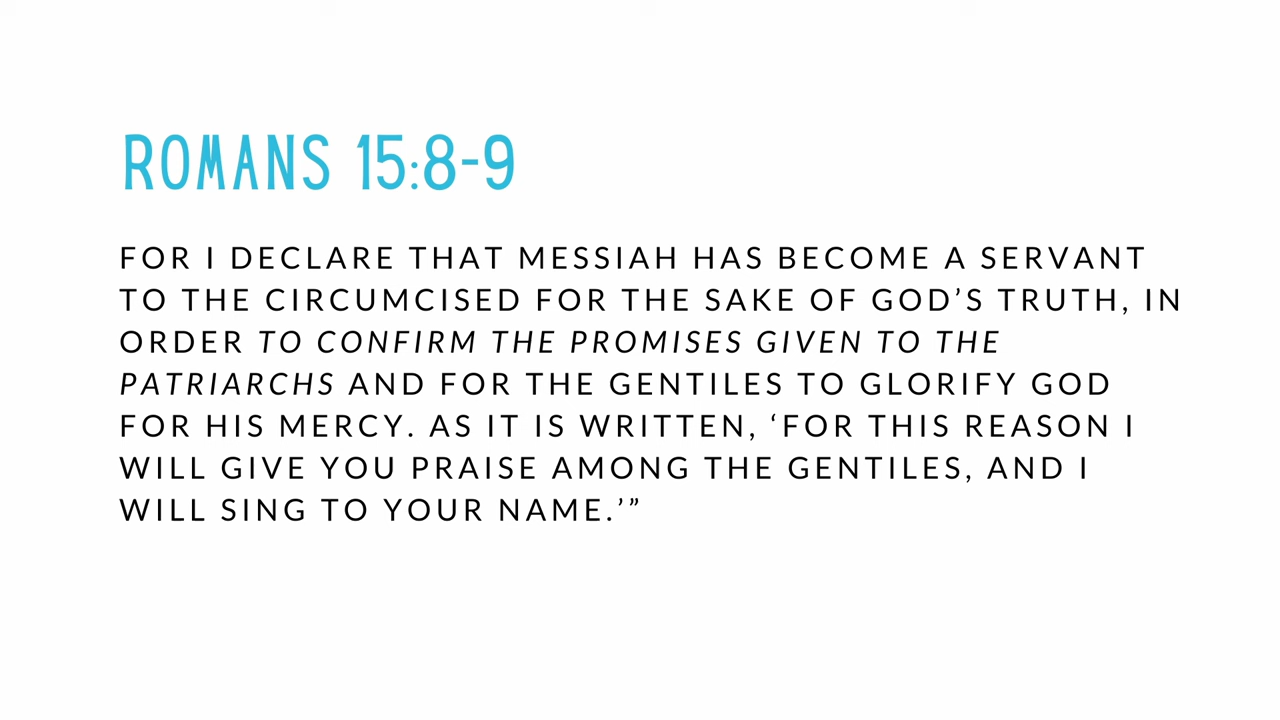 ROMANS 15:8-9
FOR I DECLARE THAT MESSIAH HAS BECOME A SERVANT
TO THE CIRCUMCISED FOR THE SAKE OF GOD’S TRUTH, IN
ORDER TO CONFIRM THE PROMISES GIVEN TO THE
PATRIARCHS AND FOR THE GENTILES TO GLORIFY GOD
FOR HIS MERCY. AS IT IS WRITTEN, ‘FOR THIS REASON I
WILL GIVE YOU PRAISE AMONG THE GENTILES, AND I
WILL SING TO YOUR NAME.’”